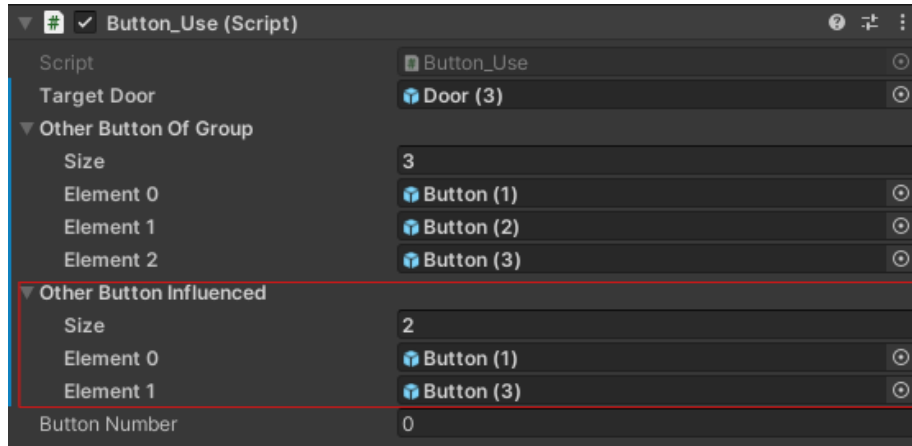 Button_Use (Script)
Script Button_Use
Target Door Door (3)
Other Button Of Group
Size 3
Element 0 Button (1)
Element 1 Button (2)
Element 2 Button (3)
Other Button Influenced
Size 2
Element 0 Button (1)
Element 1 Button (3)
Button Number 0